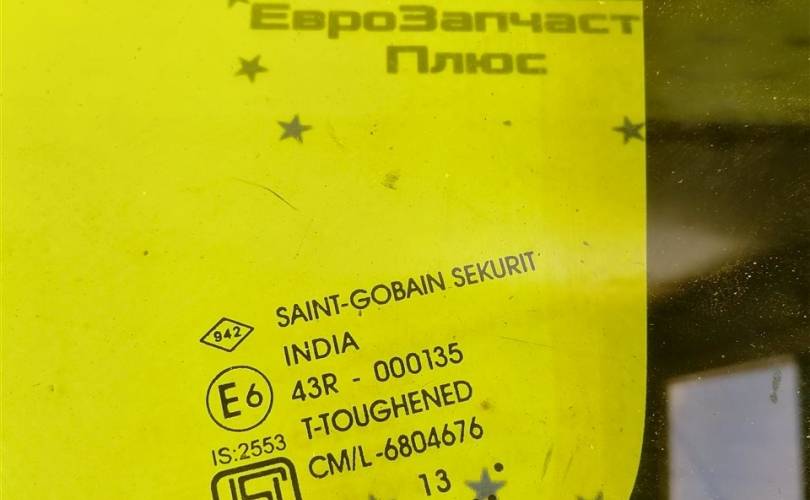 ЕвроЗапчаст
Плюс
942
SAINT-GOBAIN SEKURIT
INDIA
E6
43R - 000135
T-TOUGHENED
IS:2553
CM/L-6804676
13